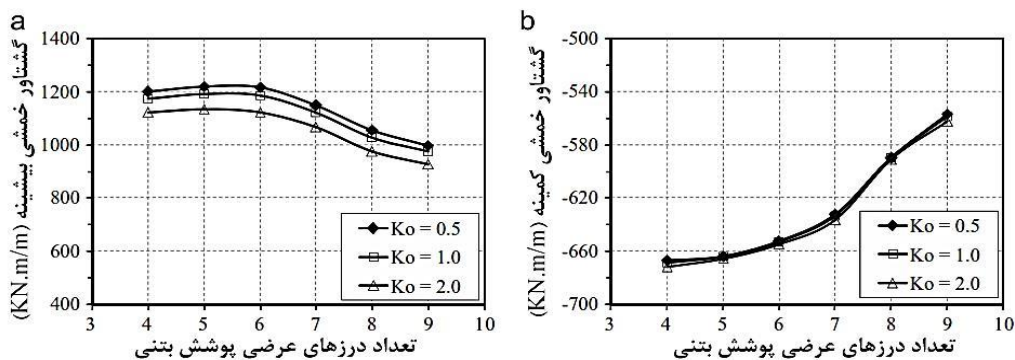 a
گشتاور خمشی بیشینه (KN.m/m)
1400
1200
1000
800
600
400
Ko = 0.5
Ko = 1.0
Ko = 2.0
3 4 5 6 7 8 9 10
تعداد درزهای عرضی پوشش بتنی
b
گشتاور خمشی کمینه (KN.m/m)
-500
-540
-580
-620
-660
-700
Ko = 0.5
Ko = 1.0
Ko = 2.0
3 4 5 6 7 8 9 10
تعداد درزهای عرضی پوشش بتنی